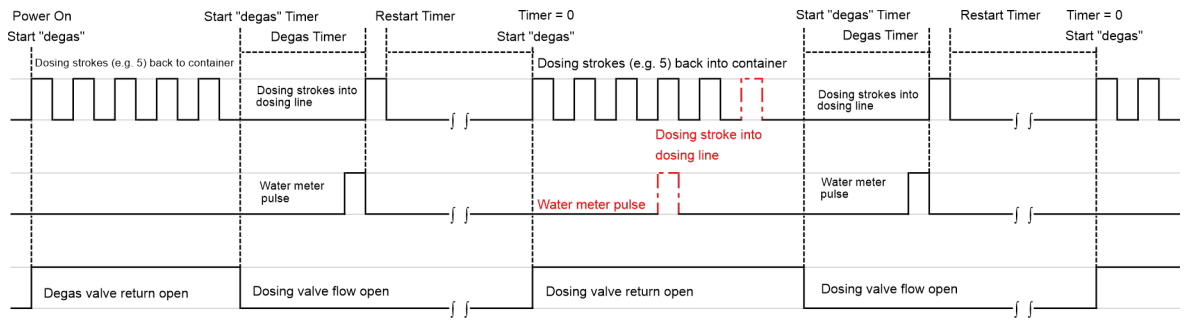 Power On
Start "degas"
Start "degas" Timer
Degas Timer
Restart Timer
Timer = 0
Start "degas"
Start "degas" Timer
Degas Timer
Restart Timer
Timer = 0
Start "degas"
Dosing strokes (e.g. 5) back to container
Dosing strokes into
dosing line
Dosing strokes (e.g. 5) back into container
Dosing strokes into
dosing line
Dosing stroke into
dosing line
Water meter
pulse
Water meter pulse
Water meter
pulse
Degas valve return open
Dosing valve flow open
Dosing valve return open
Dosing valve flow open